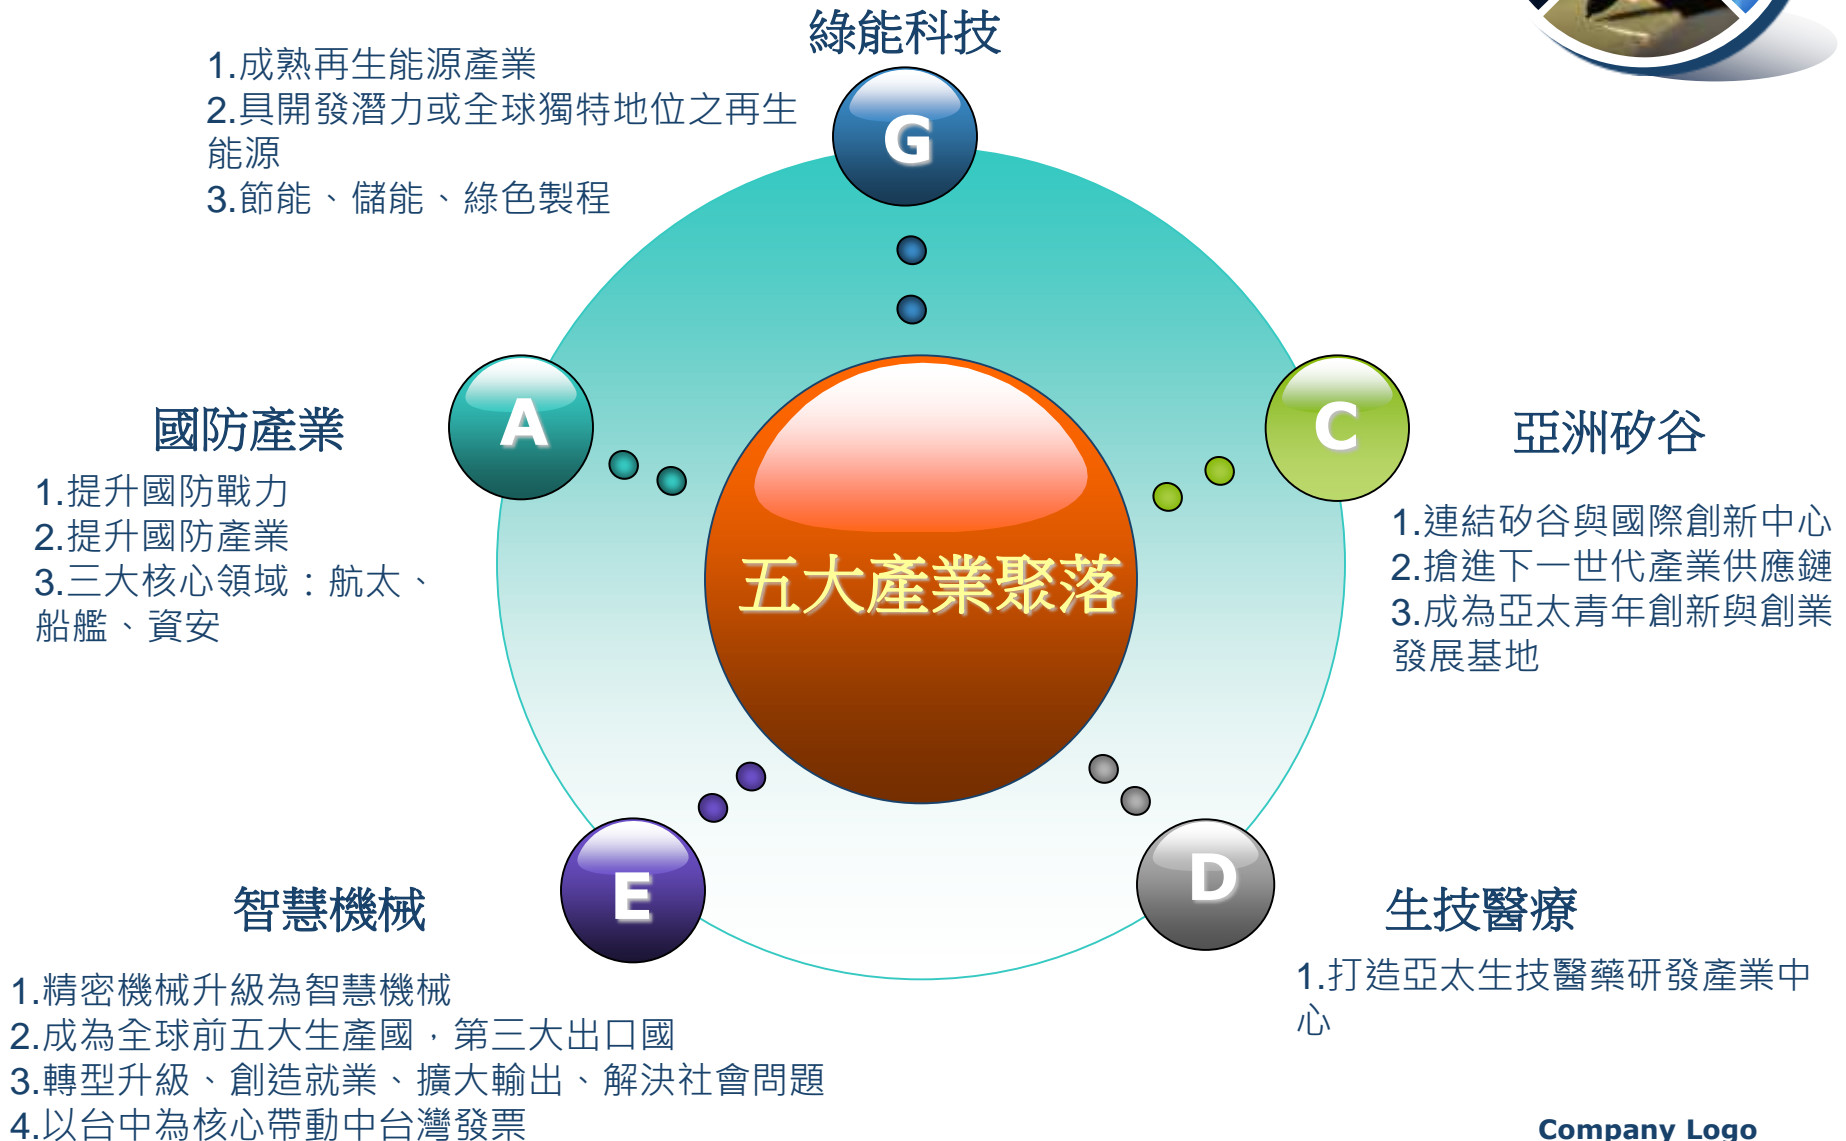 綠能科技
1.成熟再生能源產業
2.具開發潛力或全球獨特地位之再生
能源
3.節能、儲能、綠色製程
G
A
C
國防產業
1.提升國防戰力
2.提升國防產業
3.三大核心領域：航太、
船艦、資安
亞洲矽谷
1.連結矽谷與國際創新中心
2.搶進下一世代產業供應鏈
3.成為亞太青年創新與創業
發展基地
五大產業聚落
E
D
智慧機械
1.精密機械升級為智慧機械
2.成為全球前五大生產國，第三大出口國
3.轉型升級、創造就業、擴大輸出、解決社會問題
4.以台中為核心帶動中台灣發票
生技醫療
1.打造亞太生技醫藥研發產業中
心
Company Logo